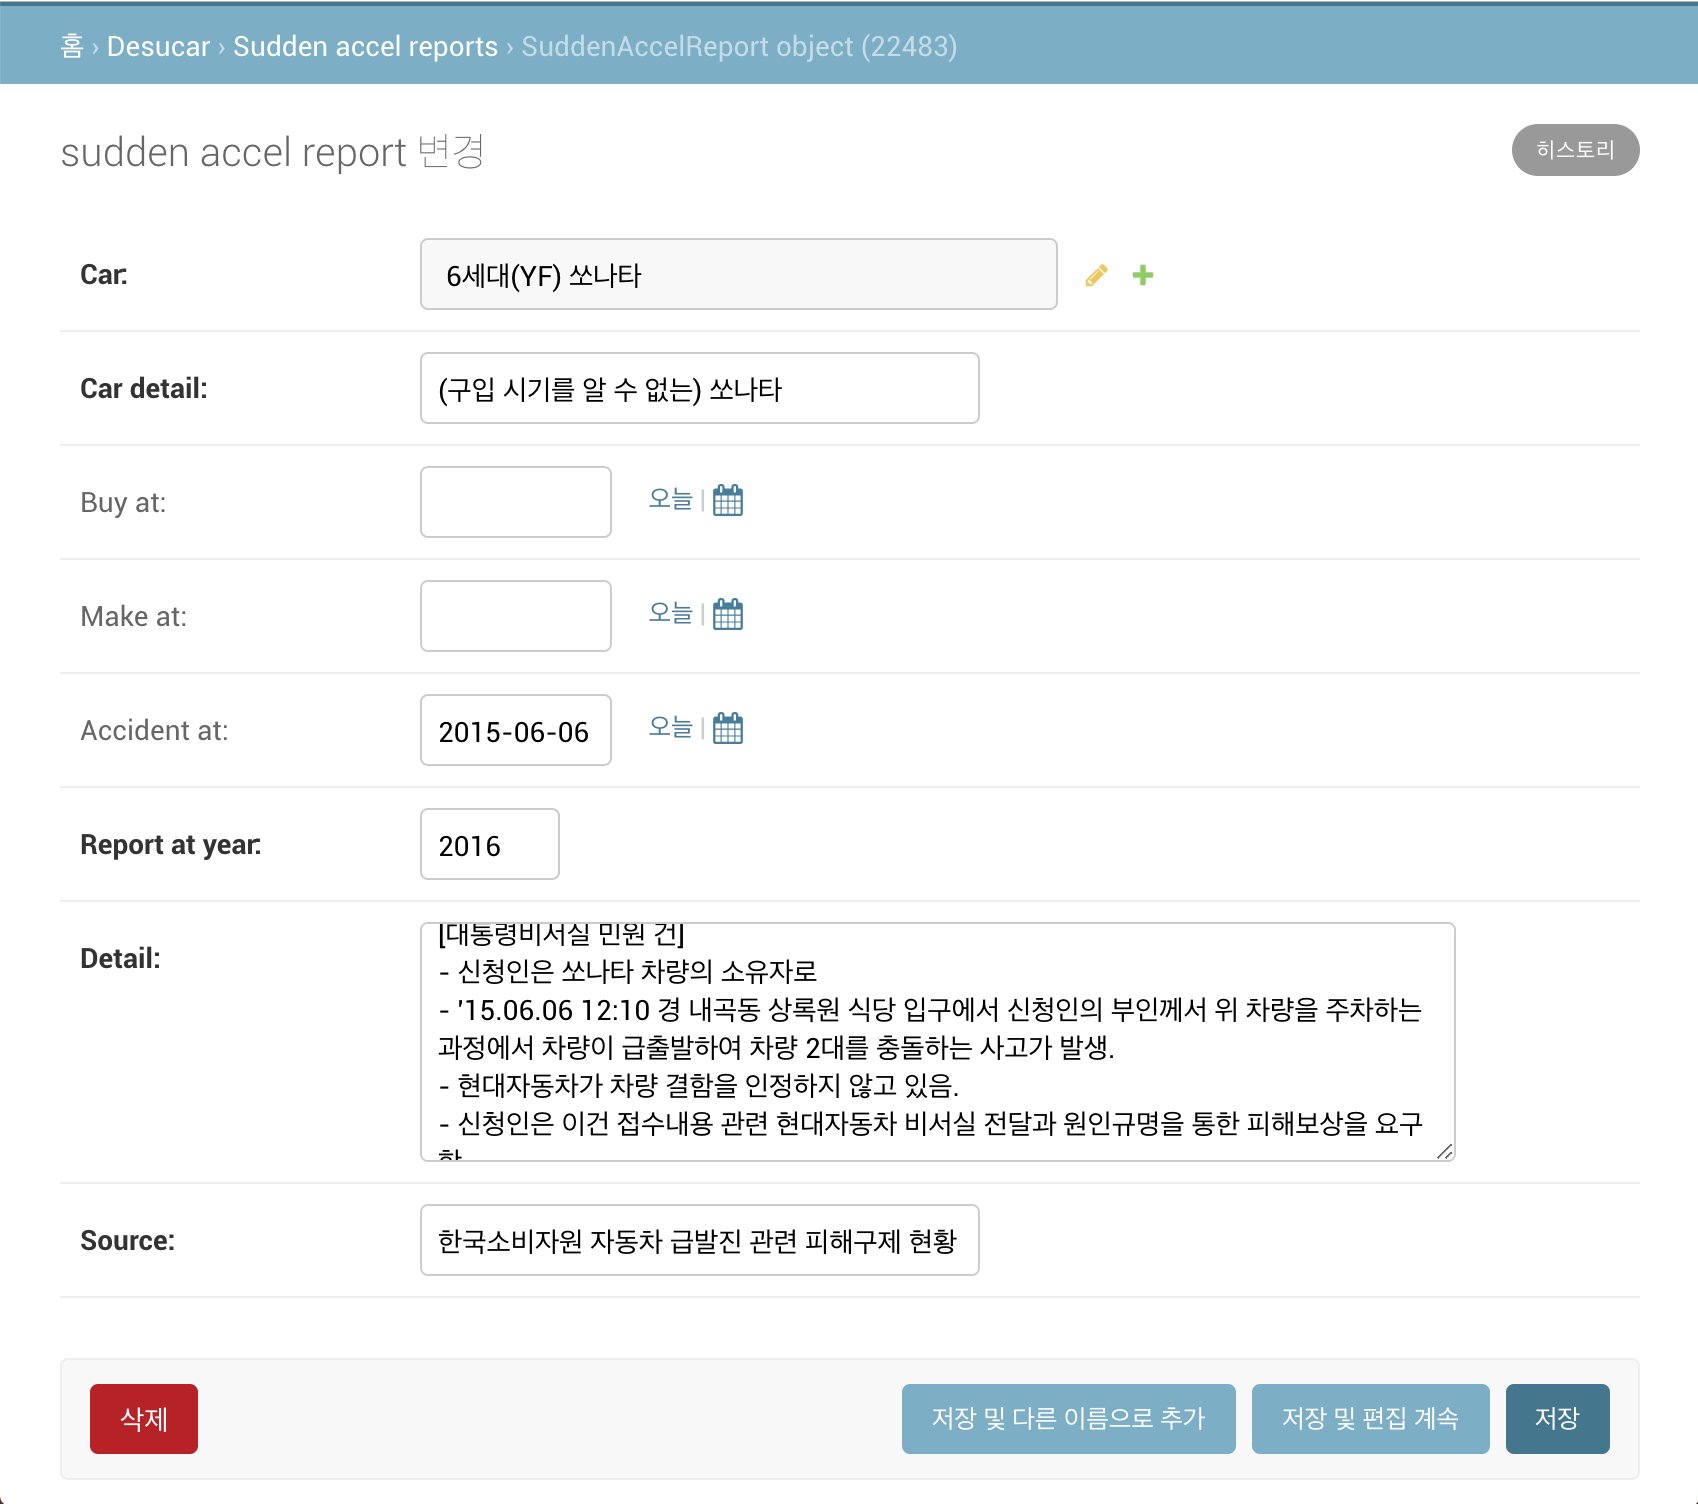 홈 › Desucar › Sudden accel reports › SuddenAccelReport object (22483)
sudden accel report 변경
히스토리
Car:
6세대(YF) 쏘나타
Car detail:
(구입 시기를 알 수 없는) 쏘나타
Buy at:
오늘 |
Make at:
오늘 |
Accident at:
2015-06-06
오늘 |
Report at year:
2016
Detail:
[대통령비서실 민원 건]
- 신청인은 쏘나타 차량의 소유자로
- '15.06.06 12:10 경 내곡동 상록원 식당 입구에서 신청인의 부인께서 위 차량을 주차하는
과정에서 차량이 급출발하여 차량 2대를 충돌하는 사고가 발생.
- 현대자동차가 차량 결함을 인정하지 않고 있음.
- 신청인은 이건 접수내용 관련 현대자동차 비서실 전달과 원인규명을 통한 피해보상을 요구
Source:
한국소비자원 자동차 급발진 관련 피해구제 현황
삭제
저장 및 다른 이름으로 추가
저장 및 편집 계속
저장